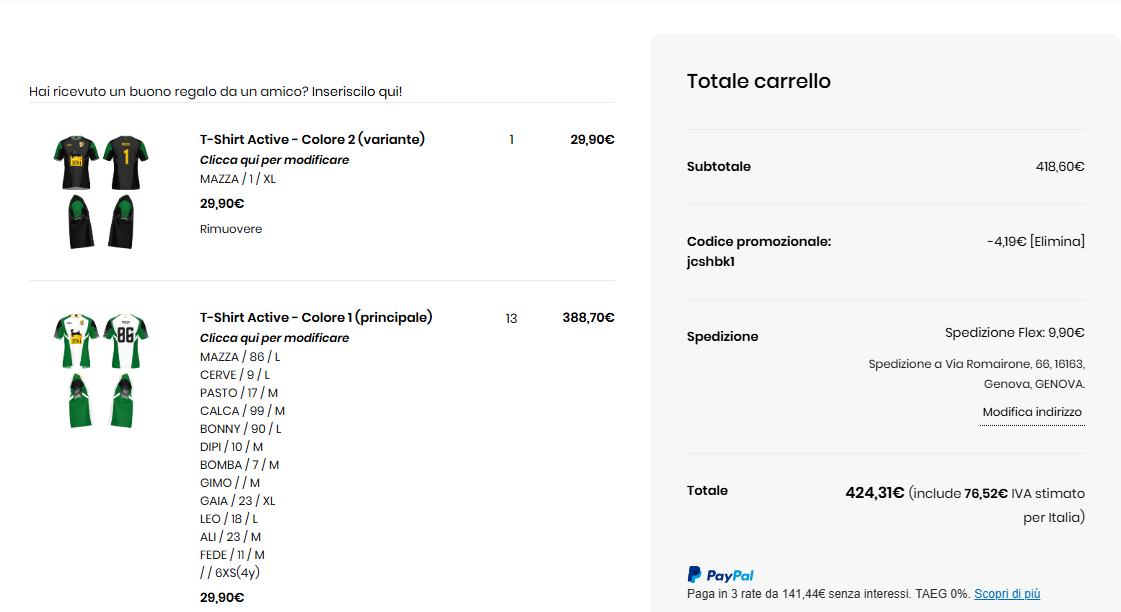 Hai ricevuto un buono regalo da un amico? Inseriscilo qui!
T-Shirt Active - Colore 2 (variante) 1 29,90€
Clicca qui per modificare
MAZZA / 1 / XL
29,90€
Rimuovere
T-Shirt Active - Colore 1 (principale) 13 388,70€
Clicca qui per modificare
MAZZA / 86 / L
CERVE / 9 / L
PASTO / 17 / M
CALCA / 99 / M
BONNY / 90 / L
DIPI / 10 / M
BOMBA / 7 / M
GIMO / / M
GAIA / 23 / XL
LEO / 18 / L
ALI / 23 / M
FEDE / 11 / M
/ / 6XS(4y)
29,90€
1
86
Totale carrello
Subtotale 418,60€
Codice promozionale: -4,19€ [Elimina]
jcshbk1
Spedizione Spedizione Flex: 9,90€
Spedizione a Via Romairone, 66, 16163,
Genova, GENOVA.
Modifica indirizzo
Totale 424,31€ (include 76,52€ IVA stimato
per Italia)
PayPal
Paga in 3 rate da 141,44€ senza interessi. TAEG 0%. Scopri di più